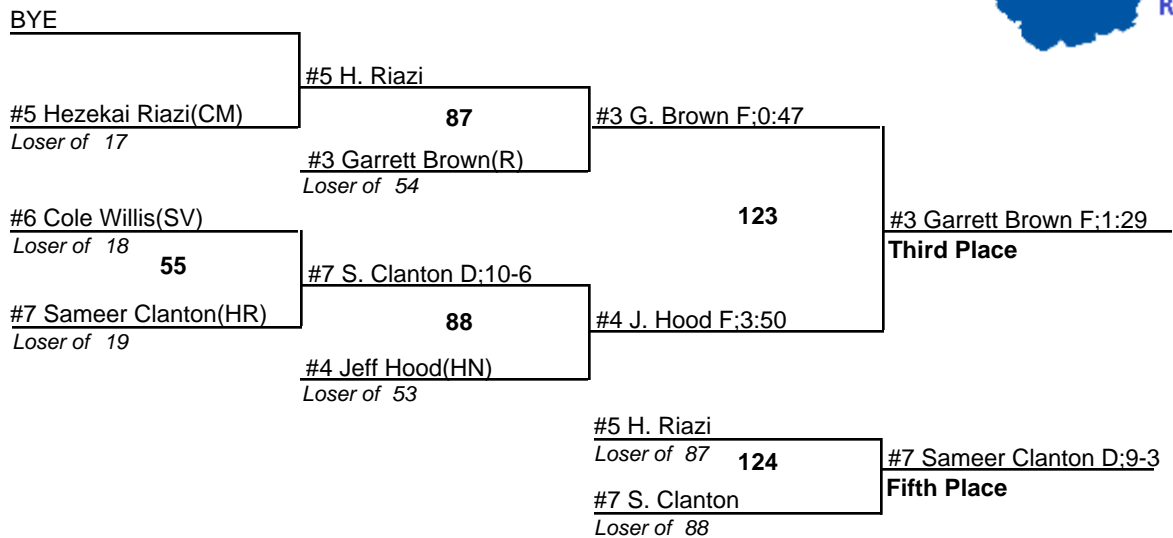 BYE
#5 H. Riazi
#5 Hezekai Riazi(CM)
Loser of 17
87
#3 G. Brown F;0:47
#3 Garrett Brown(R)
Loser of 54
#6 Cole Willis(SV)
Loser of 18
55
123
#3 Garrett Brown F;1:29
Third Place
#7 S. Clanton D;10-6
#7 Sameer Clanton(HR)
Loser of 19
88
#4 J. Hood F;3:50
#4 Jeff Hood(HN)
Loser of 53
#5 H. Riazi
Loser of 87
124
#7 Sameer Clanton D;9-3
Fifth Place
#7 S. Clanton
Loser of 88